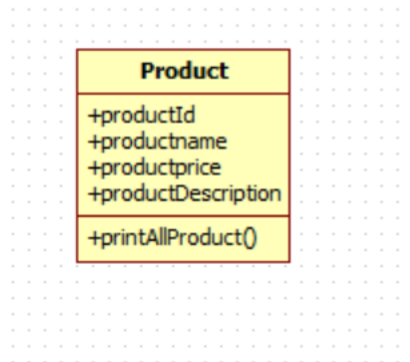 Product
+productId
+productname
+productprice
+productDescription
+printAllProduct()